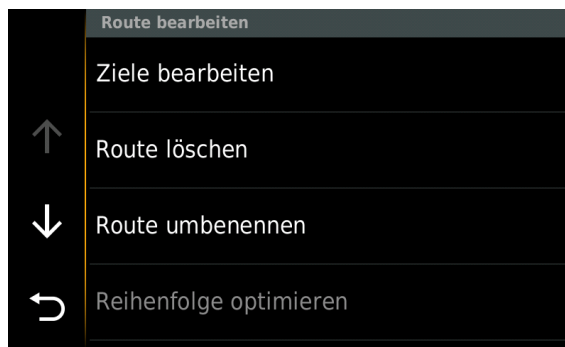 Route bearbeiten
Ziele bearbeiten
Route löschen
Route umbenennen
Reihenfolge optimieren